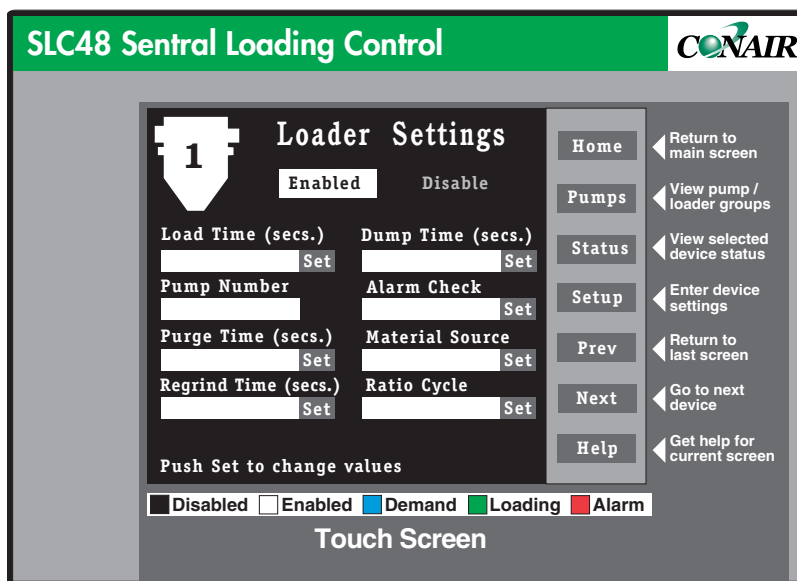 SLC48 Sentral Loading Control
CONAIR
1
Loader Settings
Enabled Disable
Load Time (secs.) Dump Time (secs.)
Set Set
Pump Number Alarm Check
Set
Purge Time (secs.) Material Source
Set Set
Regrind Time (secs.) Ratio Cycle
Set Set
Push Set to change values
Home
Return to
main screen
Pumps
View pump /
loader groups
Status
View selected
device status
Setup
Enter device
settings
Prev
Return to
last screen
Next
Go to next
device
Help
Get help for
current screen
Disabled Enabled Demand Loading Alarm
Touch Screen